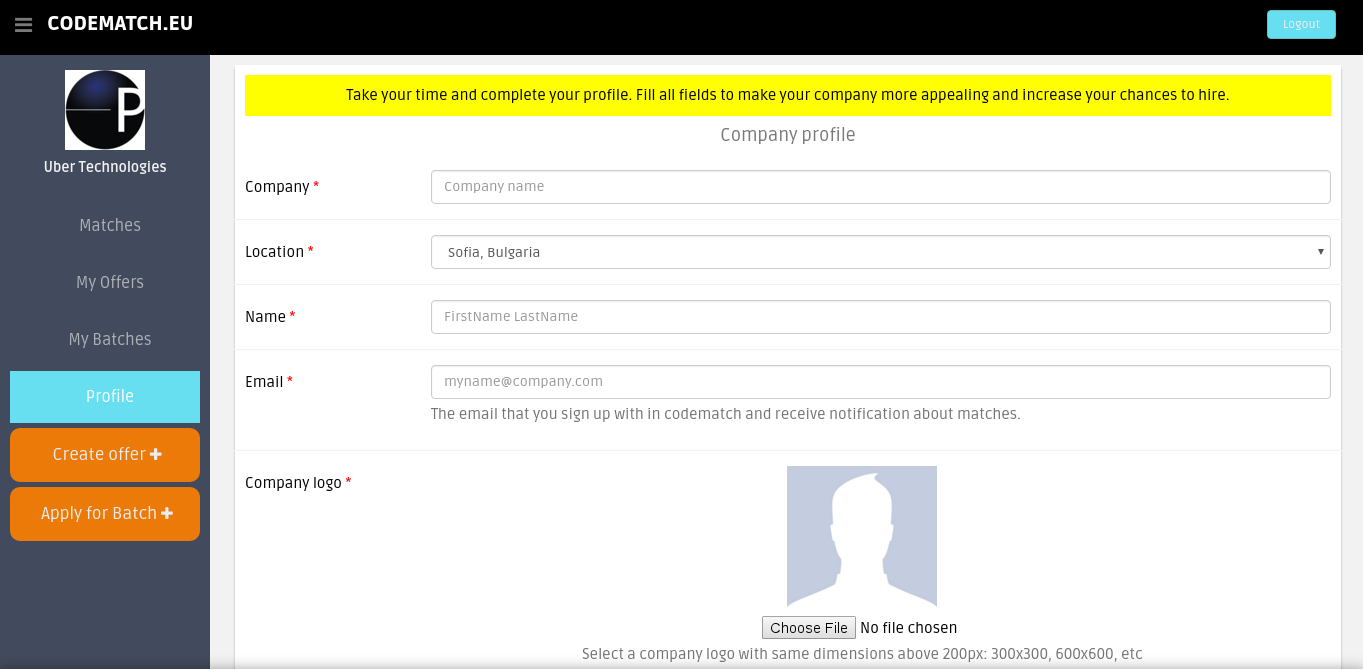 CODEMATCH.EU
Logout
P
Uber Technologies
Matches
My Offers
My Batches
Profile
Create offer
Apply for Batch
Take your time and complete your profile. Fill all fields to make your company more appealing and increase your chances to hire.
Company profile
Company * Company name
Location * Sofia, Bulgaria
Name * FirstName LastName
Email * myname@company.com
The email that you sign up with in codematch and receive notification about matches.
Company logo *
Choose File No file chosen
Select a company logo with same dimensions above 200px: 300x300, 600x600, etc